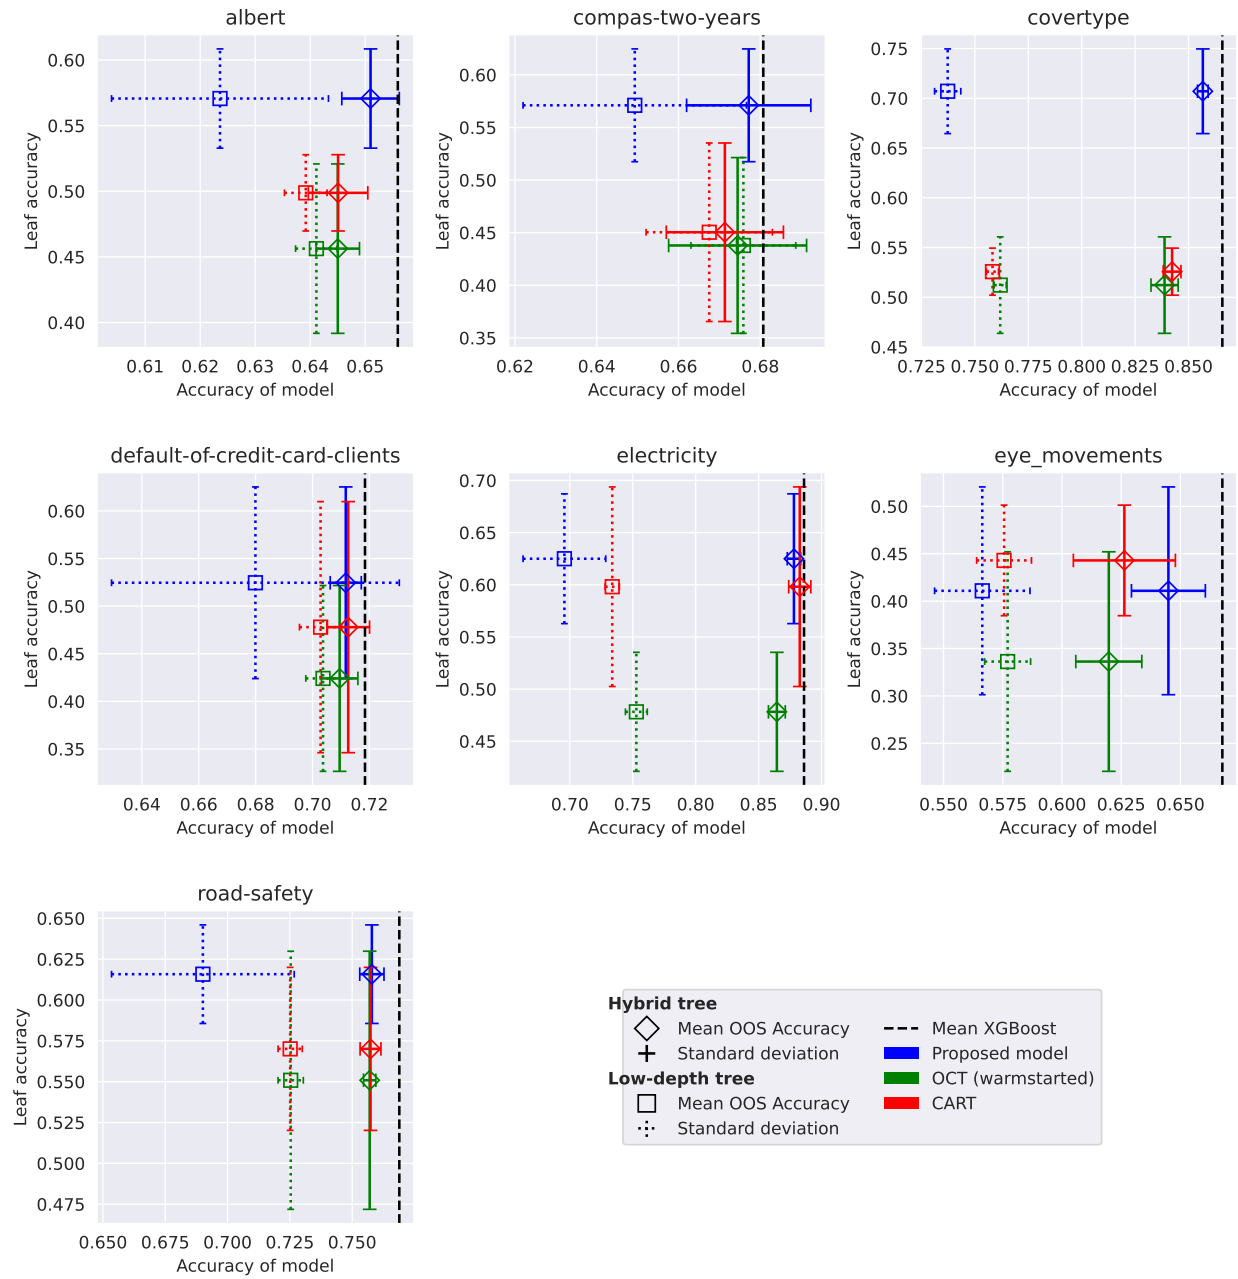 albert
compas-two-years
covertype
Leaf accuracy
0.60
0.55
0.50
0.45
0.40
0.61 0.62 0.63 0.64 0.65
Accuracy of model
Leaf accuracy
0.60
0.55
0.50
0.45
0.40
0.35
0.62 0.64 0.66 0.68
Accuracy of model
Leaf accuracy
0.75
0.70
0.65
0.60
0.55
0.50
0.45
0.725 0.750 0.775 0.800 0.825 0.850
Accuracy of model
default-of-credit-card-clients
electricity
eye_movements
Leaf accuracy
0.60
0.55
0.50
0.45
0.40
0.35
0.64 0.66 0.68 0.70 0.72
Accuracy of model
Leaf accuracy
0.70
0.65
0.60
0.55
0.50
0.45
0.70 0.75 0.80 0.85 0.90
Accuracy of model
Leaf accuracy
0.50
0.45
0.40
0.35
0.30
0.25
0.550 0.575 0.600 0.625 0.650
Accuracy of model
road-safety
Leaf accuracy
0.650
0.625
0.600
0.575
0.550
0.525
0.500
0.475
0.650 0.675 0.700 0.725 0.750
Accuracy of model
Hybrid tree
Mean OOS Accuracy
Standard deviation
Low-depth tree
Mean OOS Accuracy
Standard deviation
Mean XGBoost
Proposed model
OCT (warmstarted)
CART